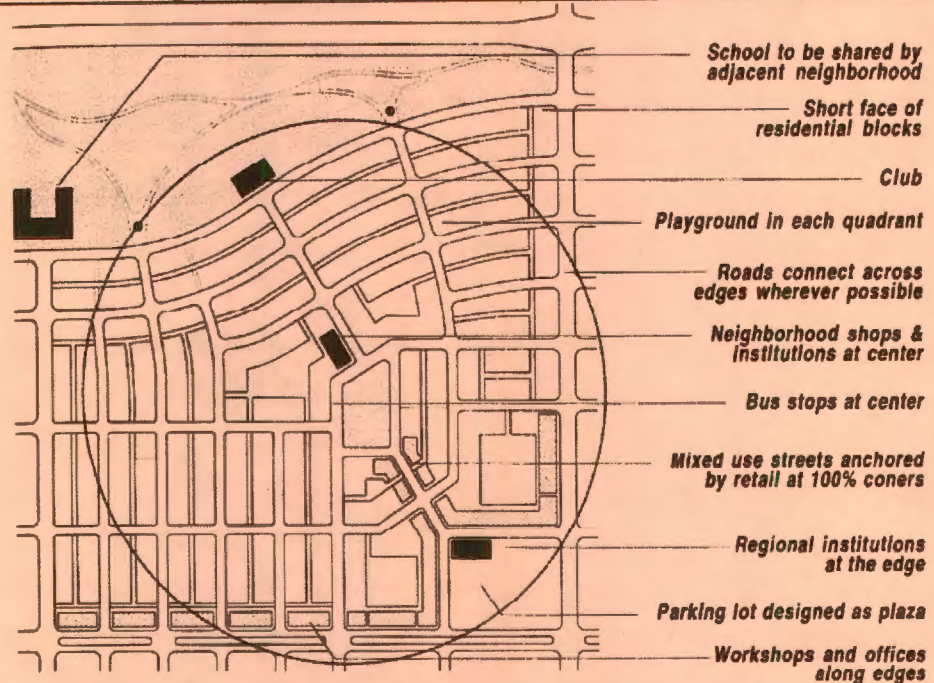 School to be shared by
adjacent neighborhood
Short face of
residential blocks
Club
Playground in each quadrant
Roads connect across
edges wherever possible
Neighborhood shops &
institutions at center
Bus stops at center
Mixed use streets anchored
by retail at 100% coners
Regional institutions
at the edge
Parking lot designed as plaza
Workshops and offices
along edges